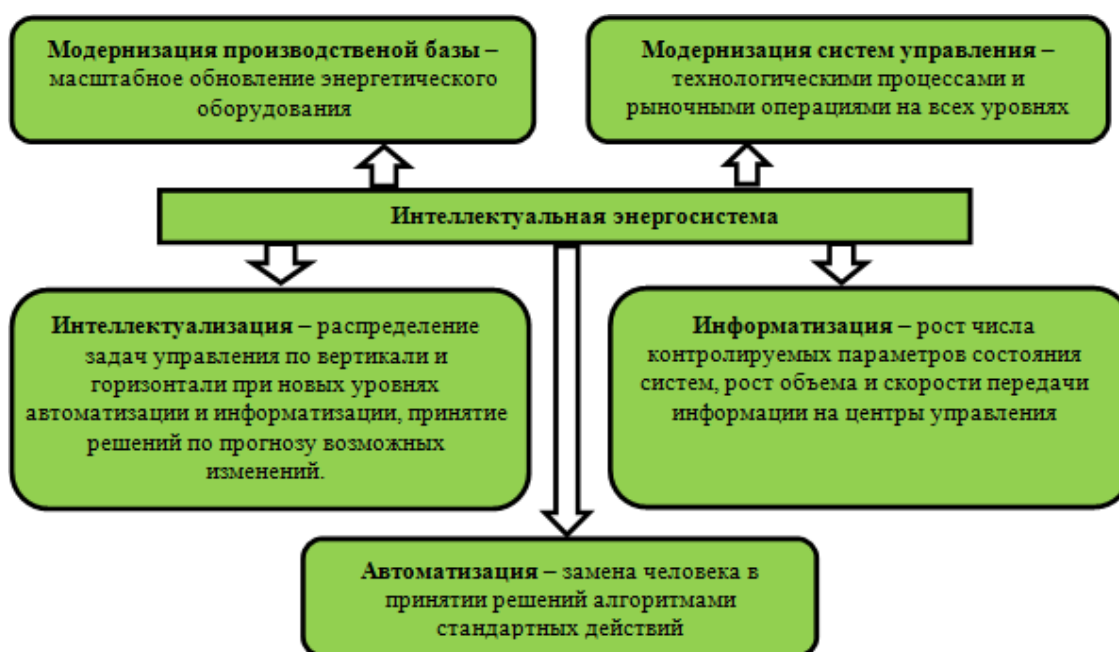 Модернизация производственой базы –
масштабное обновление энергетического
оборудования
Модернизация систем управления –
технологическими процессами и
рыночными операциями на всех уровнях
Интеллектуальная энергосистема
Интеллектуализация – распределение
задач управления по вертикали и
горизонтали при новых уровнях
автоматизации и информатизации, принятие
решений по прогнозу возможных
изменений.
Информатизация – рост числа
контролируемых параметров состояния
систем, рост объема и скорости передачи
информации на центры управления
Автоматизация – замена человека в
принятии решений алгоритмами
стандартных действий